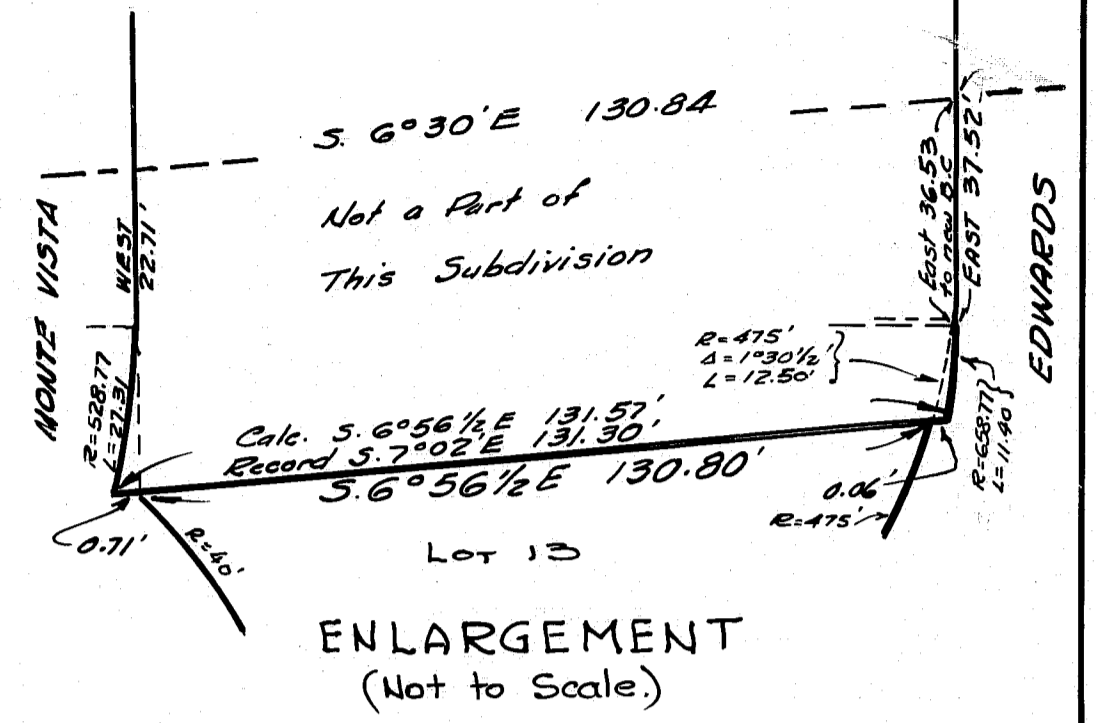 S. 6°30'E 130.84
Not a Part of
This Subdivision
MONTE VISTA
WEST
22.71'
R=528.77
L=27.31
East 36.53
to new B.C
EAST 37.52'
EDWARDS
R=475'
Δ=1°30½'
L=12.50'
R=658.77
L=11.40'
Calc. S. 6°56½ E 131.57'
Record S. 7°02'E 131.30'
S. 6°56½ E 130.80'
0.71'
R=40'
0.06'
R=475'
LOT 13
ENLARGEMENT
(Not to Scale.)